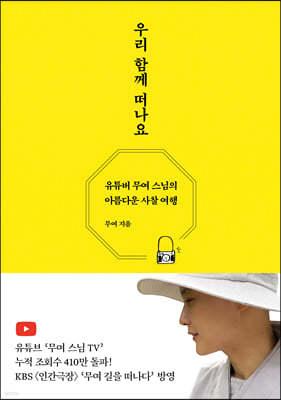 우리 함께 떠나요
유튜버 무여 스님의
아름다운 사찰 여행
무여 지음
유튜브 ‘무여 스님 TV’
누적 조회수 410만 돌파!
KBS 〈인간극장〉 ‘무여 길을 떠나다’ 방영